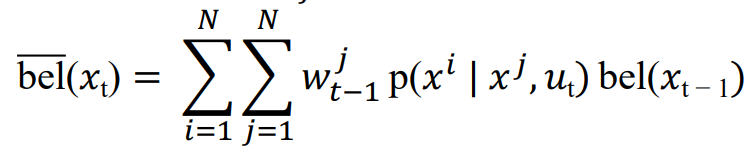 $\overline{\text{bel}}(x_t) = \sum_{i=1}^{N} \sum_{j=1}^{N} w_{t-1}^{j} \, \text{p}(x^i \mid x^j, u_t) \, \text{bel}(x_{t-1})$